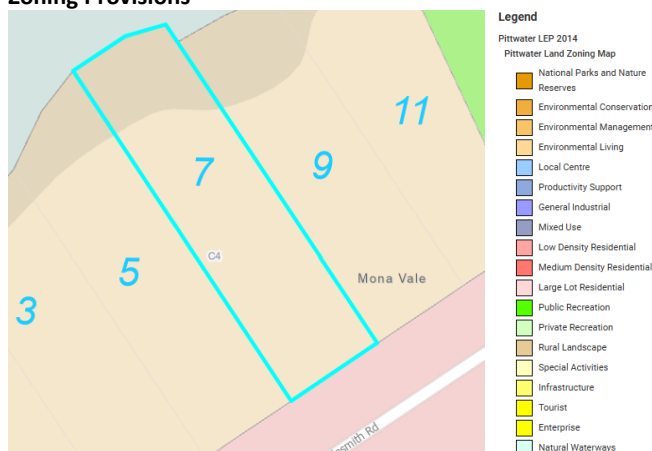 Zoning Provisions
3
5
7
9
11
C4
Mona Vale
Legend
Pittwater LEP 2014
Pittwater Land Zoning Map
National Parks and Nature
Reserves
Environmental Conservation
Environmental Management
Environmental Living
Local Centre
Productivity Support
General Industrial
Mixed Use
Low Density Residential
Medium Density Residential
Large Lot Residential
Public Recreation
Private Recreation
Rural Landscape
Special Activities
Infrastructure
Tourist
Enterprise
Natural Waterways
Rd